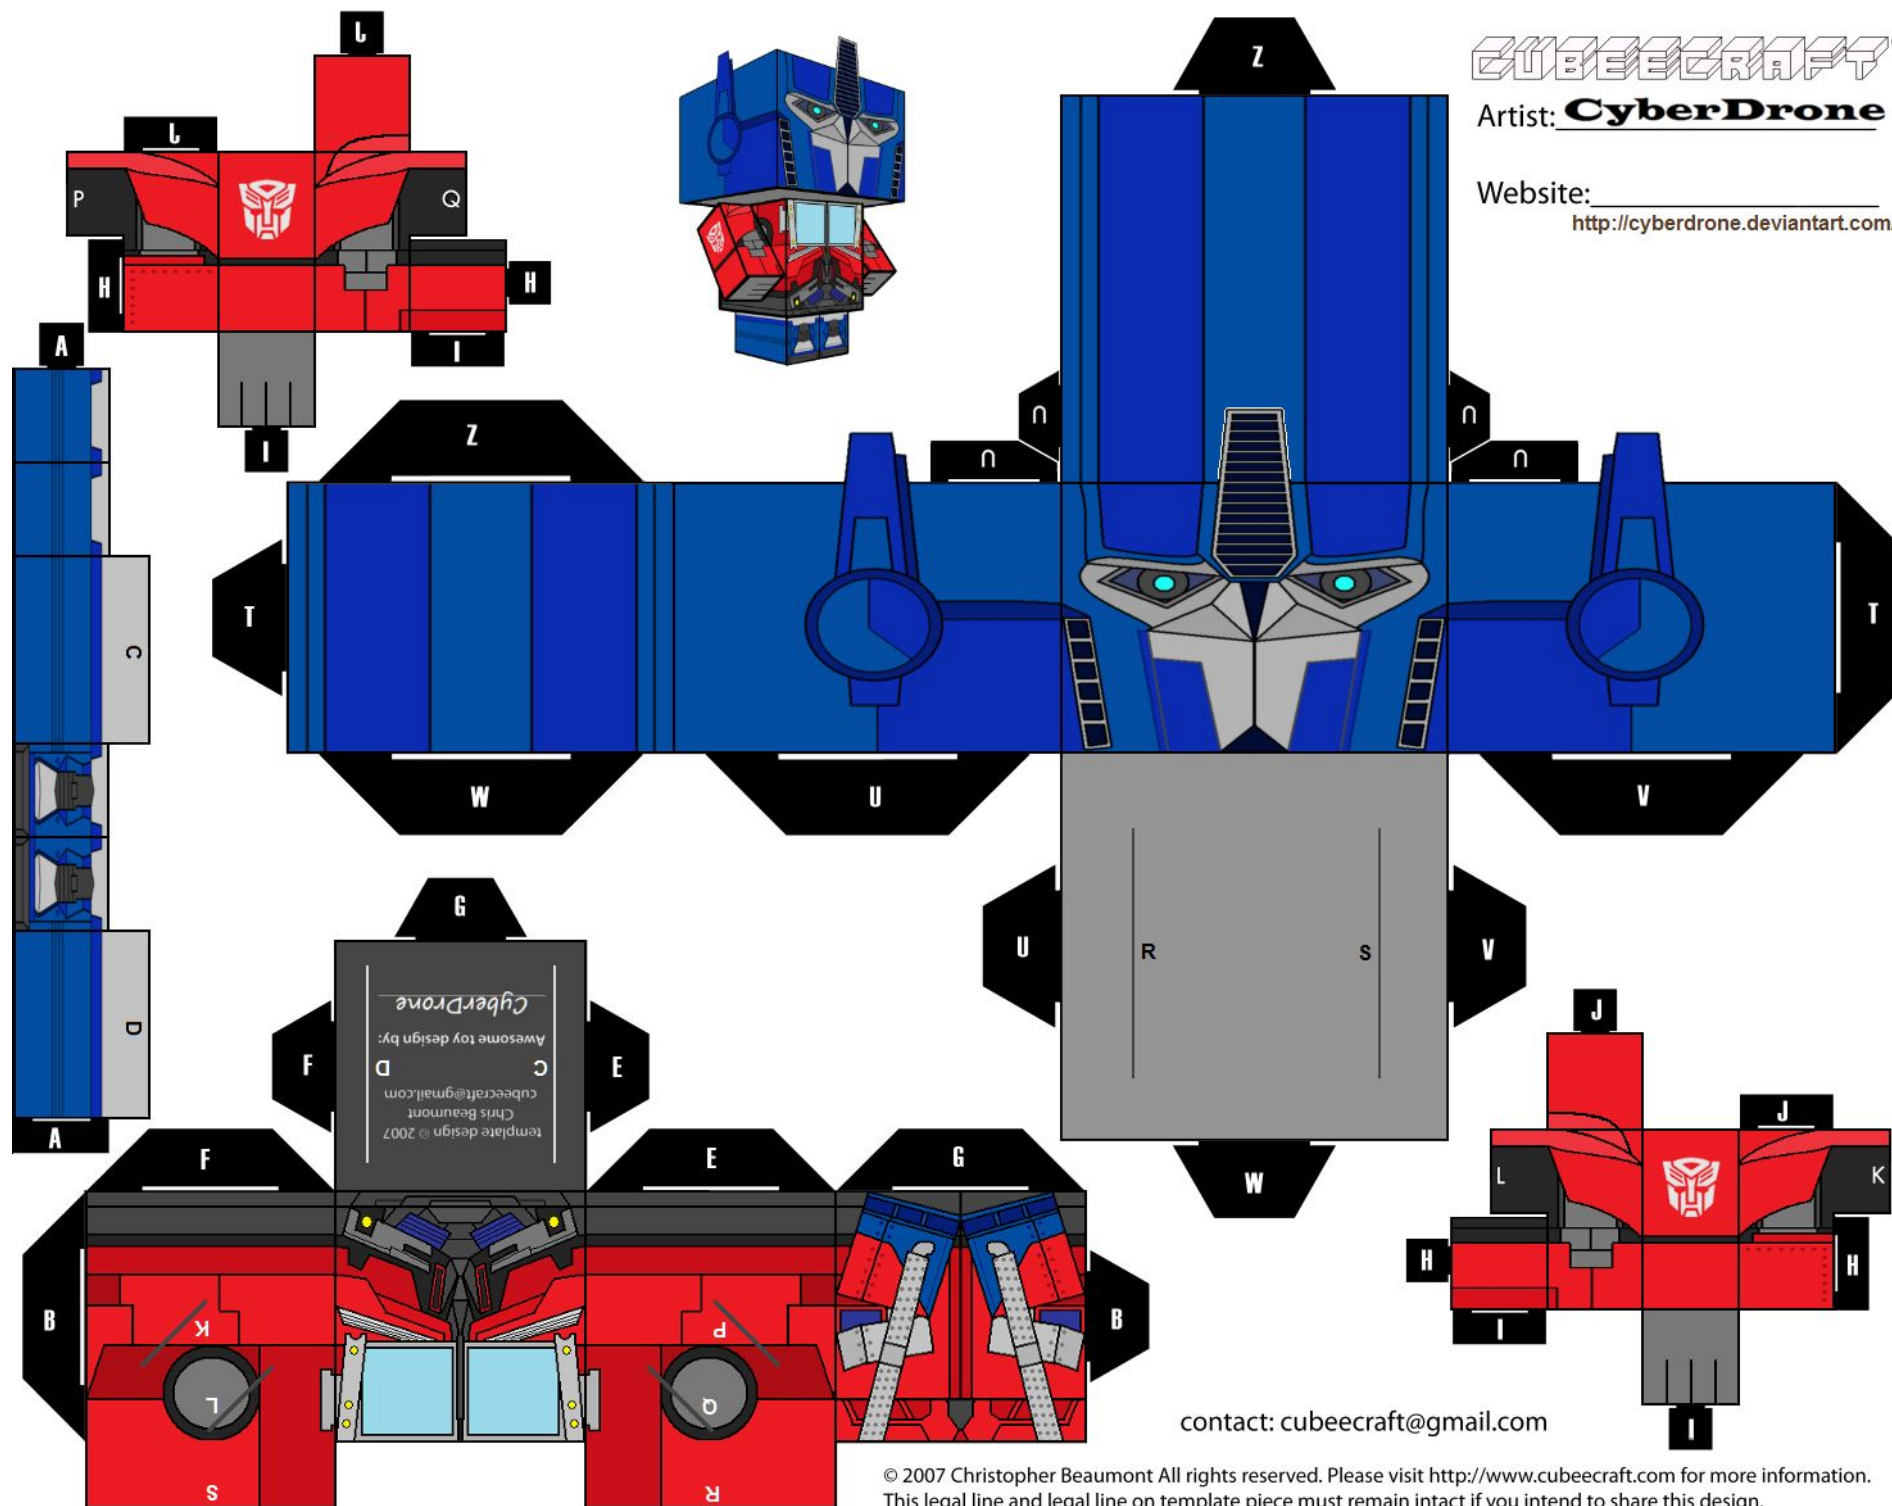 CUBEECRAFT
Artist: CyberDrone
Website:
http://cyberdrone.deviantart.com
J
Z
J
P
Q
H
H
I
A
I
Z
U
U
U
U
T
T
C
W
U
V
G
U
R
S
V
CyberDrone
Awesome toy design by:
F
D
C
E
cubeecraft@gmail.com
Chris Beaumont
template design © 2007
D
A
F
E
G
W
J
J
L
K
H
H
I
B
K
P
B
L
Q
I
contact: cubeecraft@gmail.com
S
R
© 2007 Christopher Beaumont All rights reserved. Please visit http://www.cubeecraft.com for more information.
This legal line and legal line on template piece must remain intact if you intend to share this design.